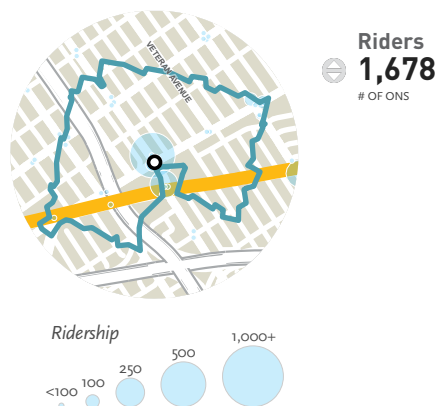 VETERAN AVENUE
Riders
1,678
# OF ONS
Ridership
<100
100
250
500
1,000+